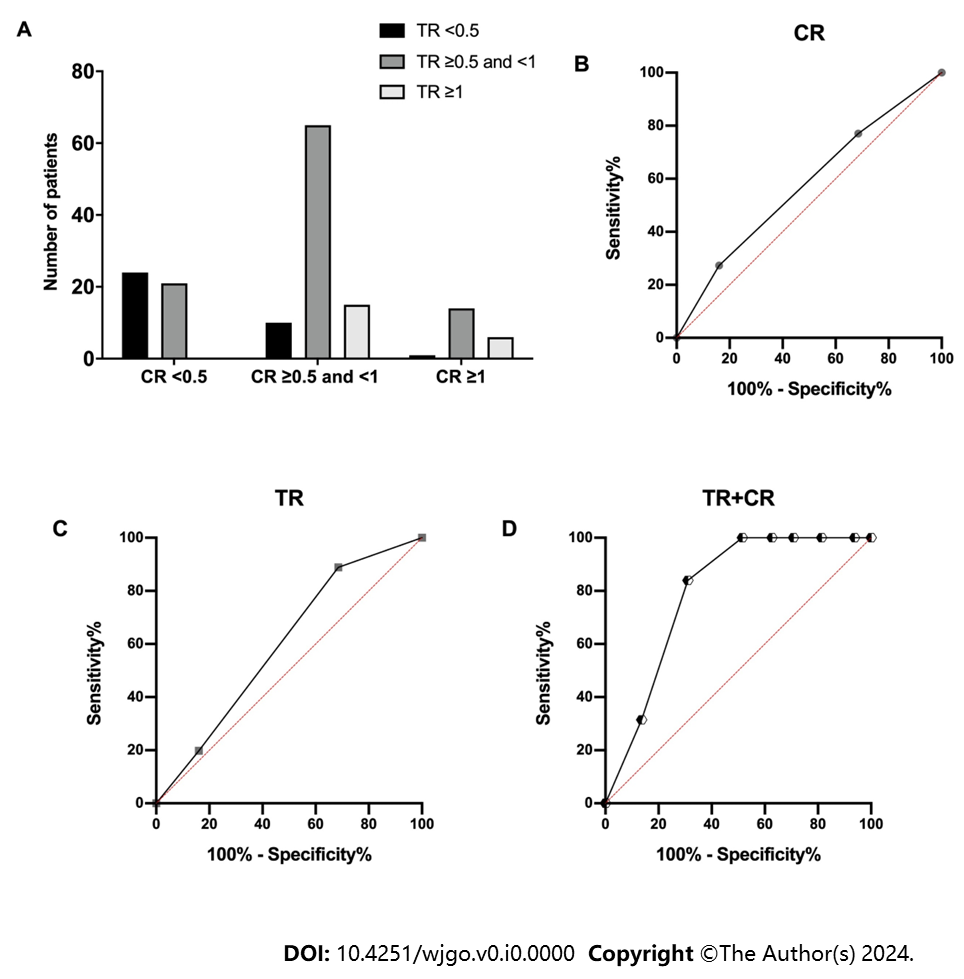 A
TR <0.5
TR ≥0.5 and <1
TR ≥1
Number of patients
80
60
40
20
0
CR <0.5
CR ≥0.5 and <1
CR ≥1
B
CR
Sensitivity%
100
80
60
40
20
0
0 20 40 60 80 100
100% - Specificity%
C
TR
Sensitivity%
100
80
60
40
20
0
0 20 40 60 80 100
100% - Specificity%
D
TR+CR
Sensitivity%
100
80
60
40
20
0
0 20 40 60 80 100
100% - Specificity%
DOI: 10.4251/wjgo.v0.i0.0000 Copyright ©The Author(s) 2024.